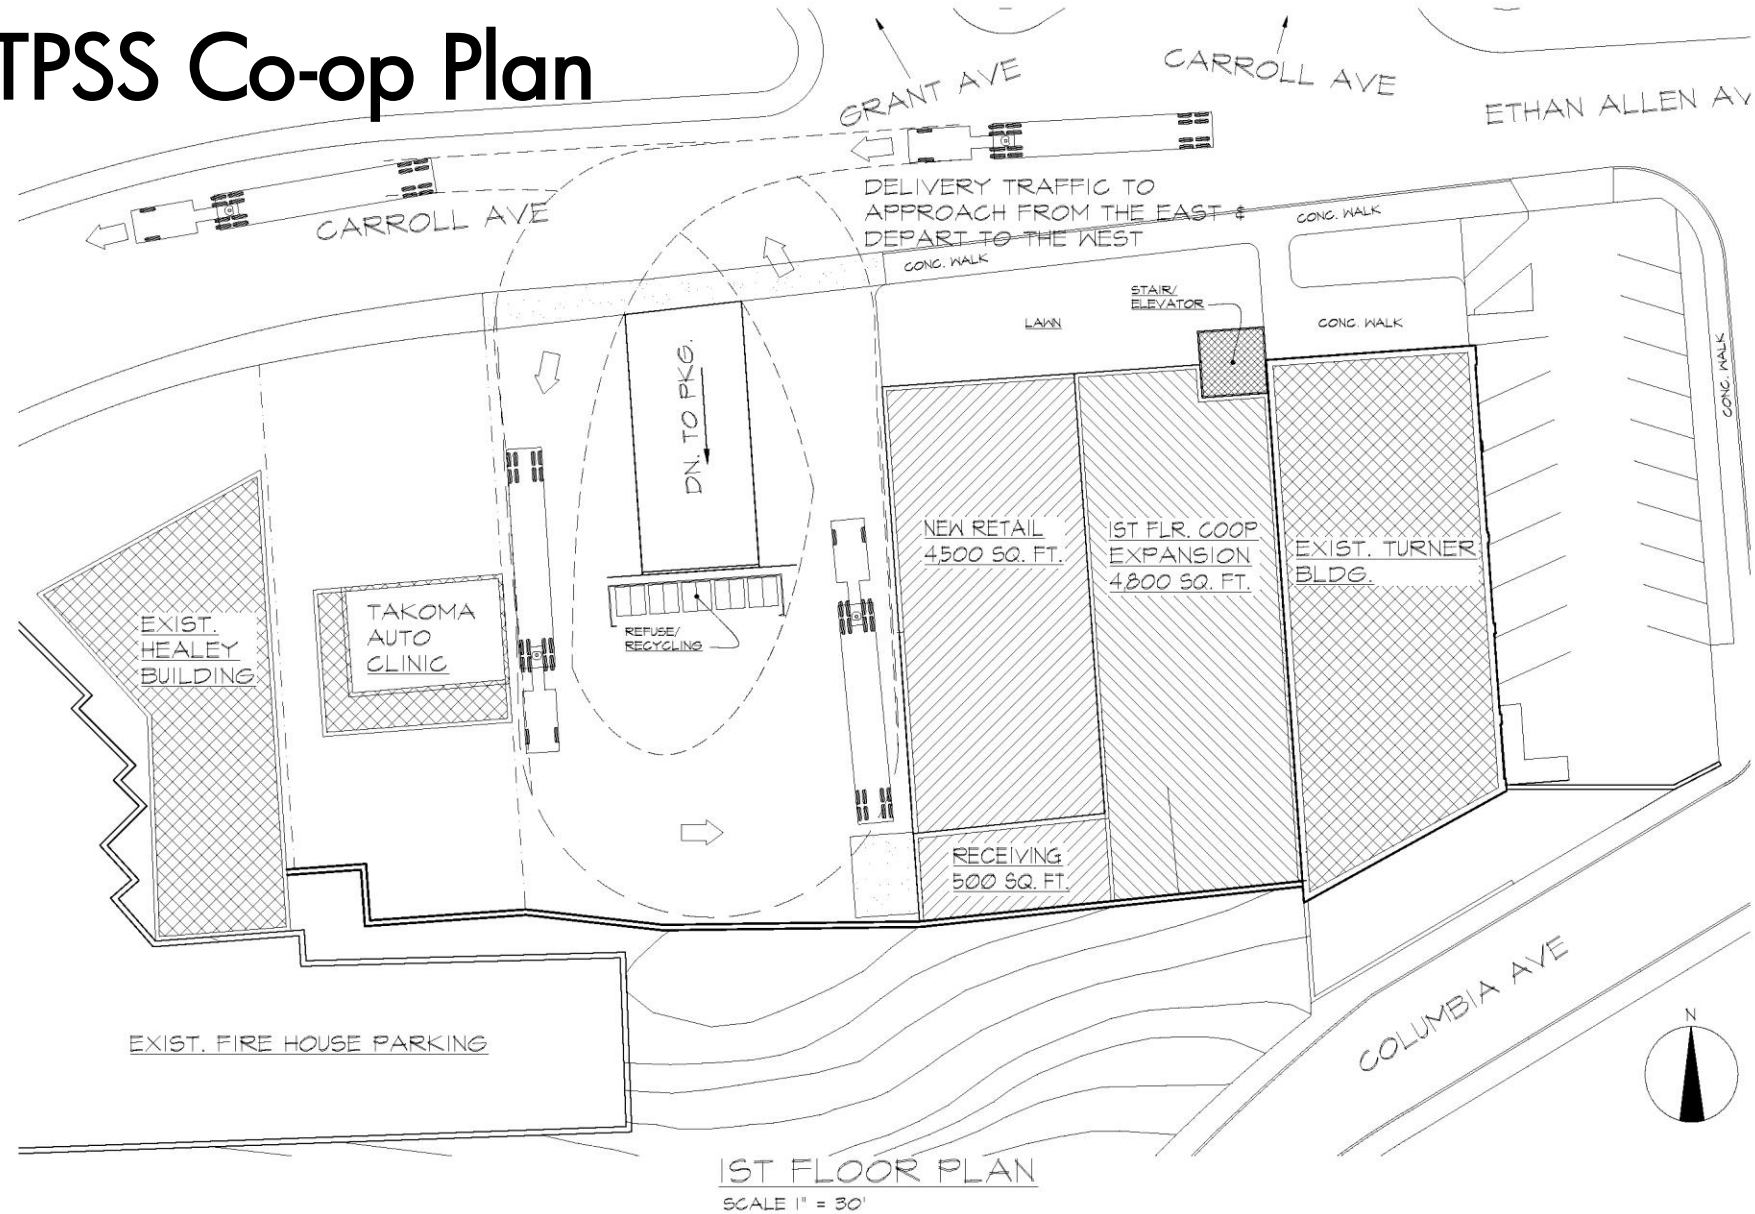 TPSS Co-op Plan
GRANT AVE
CARROLL AVE
ETHAN ALLEN AV
CARROLL AVE
DELIVERY TRAFFIC TO
APPROACH FROM THE EAST &
DEPART TO THE WEST
CONC. WALK
CONC. WALK
STAIR/
ELEVATOR
LAWN
CONC. WALK
CONC. WALK
DN. TO PKG.
NEW RETAIL
4,500 SQ. FT.
1ST FLR. COOP
EXPANSION
4,800 SQ. FT.
EXIST. TURNER
BLDG.
TAKOMA
AUTO
CLINIC
EXIST.
HEALEY
BUILDING
REFUSE/
RECYCLING
RECEIVING
500 SQ. FT.
COLUMBIA AVE
EXIST. FIRE HOUSE PARKING
N
1ST FLOOR PLAN
SCALE 1" = 30'